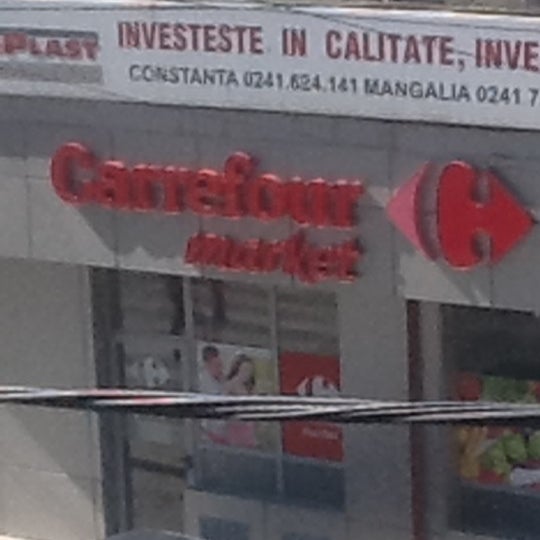 PLAST
INVESTESTE IN CALITATE, INVE
CONSTANTA 0241.624.141 MANGALIA 0241 7
Carrefour
market